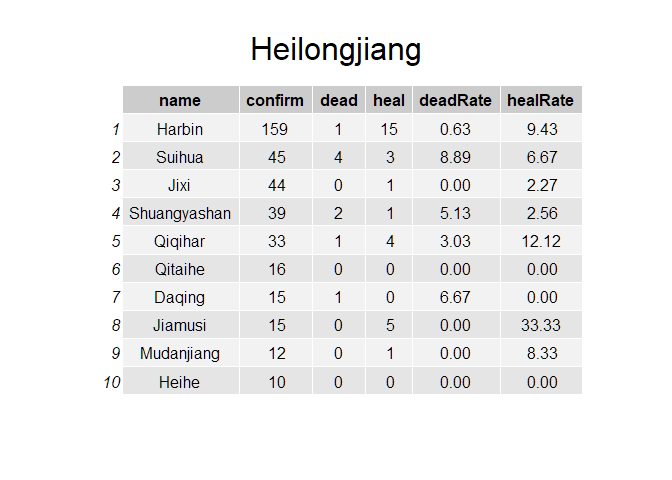 Heilongjiang
name confirm dead heal deadRate healRate
1 Harbin 159 1 15 0.63 9.43
2 Suihua 45 4 3 8.89 6.67
3 Jixi 44 0 1 0.00 2.27
4 Shuangyashan 39 2 1 5.13 2.56
5 Qiqihar 33 1 4 3.03 12.12
6 Qitaihe 16 0 0 0.00 0.00
7 Daqing 15 1 0 6.67 0.00
8 Jiamusi 15 0 5 0.00 33.33
9 Mudanjiang 12 0 1 0.00 8.33
10 Heihe 10 0 0 0.00 0.00